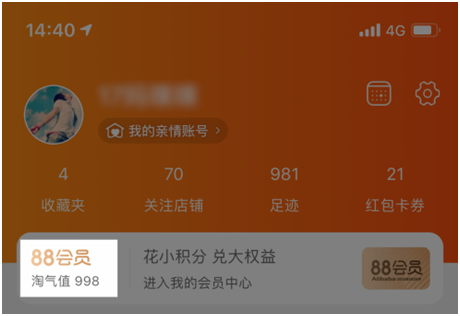 14:40
4G
我的亲情账号
4 70 981 21
收藏夹 关注店铺 足迹 红包卡券
88会员
淘气值 998
花小积分 兑大权益
进入我的会员中心
88会员